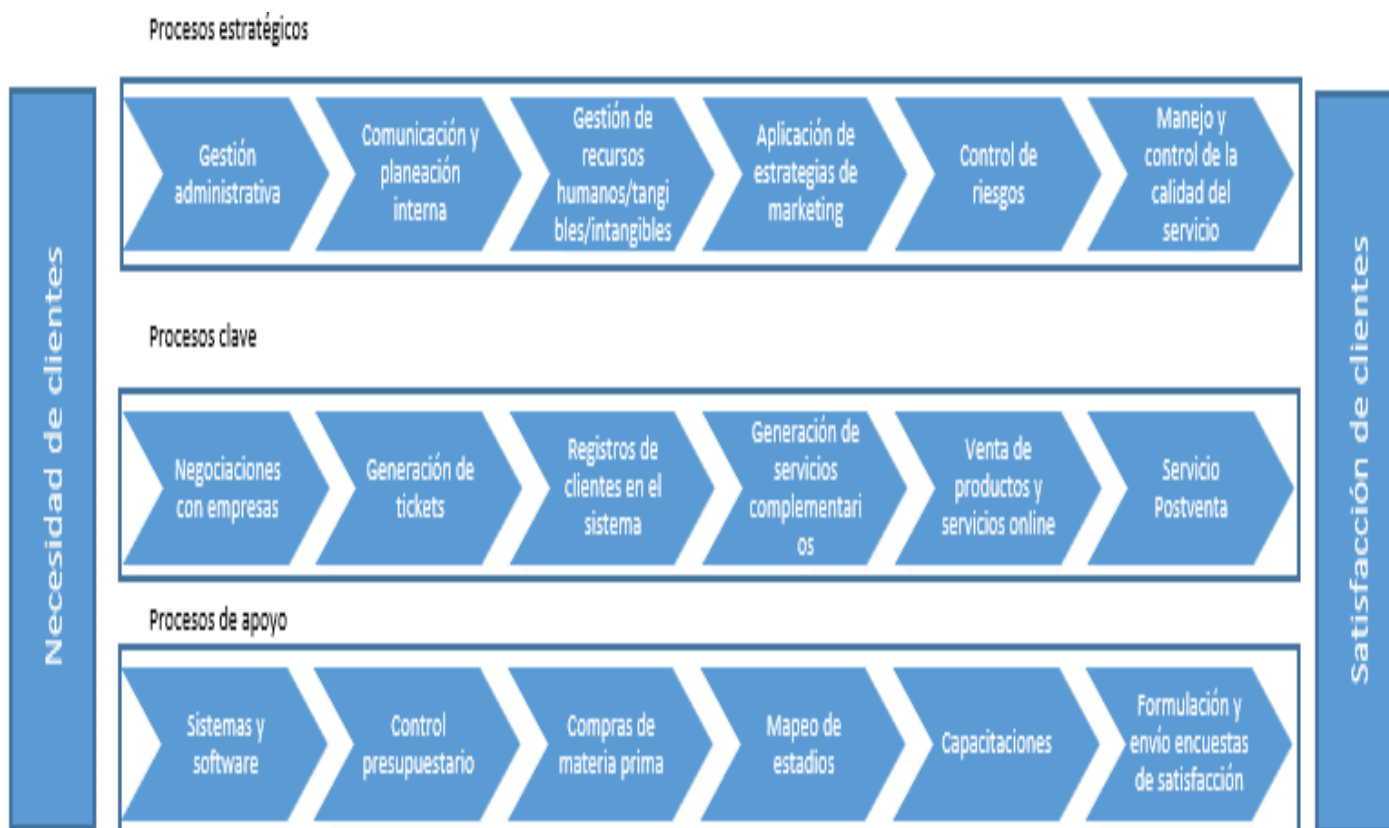 Procesos estratégicos
Necesidad de clientes
Gestión
administrativa
Comunicación y
planeación
interna
Gestión de
recursos
humanos/tangi
bles/intangibles
Aplicación de
estrategias de
marketing
Control de
riesgos
Manejo y
control de la
calidad del
servicio
Satisfacción de clientes
Procesos clave
Negociaciones
con empresas
Generación de
tickets
Registros de
clientes en el
sistema
Generación de
servicios
complementari
os
Venta de
productos y
servicios online
Servicio
Postventa
Procesos de apoyo
Sistemas y
software
Control
presupuestario
Compras de
materia prima
Mapeo de
estadios
Capacitaciones
Formulación y
envío encuestas
de satisfacción